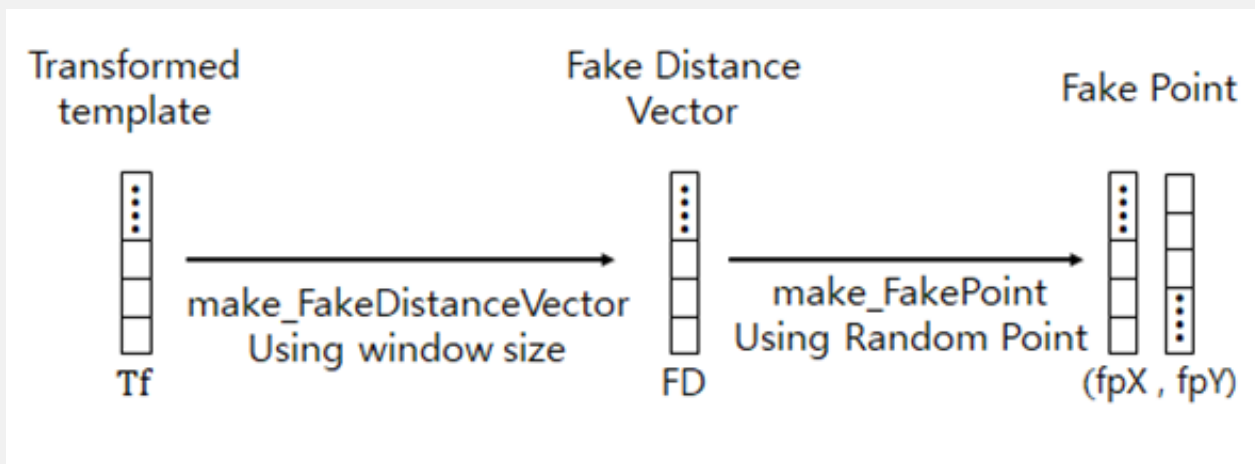 Transformed
template
Fake Distance
Vector
Fake Point
make_FakeDistanceVector
Using window size
make_FakePoint
Using Random Point
Tf
FD
(fpX , fpY)